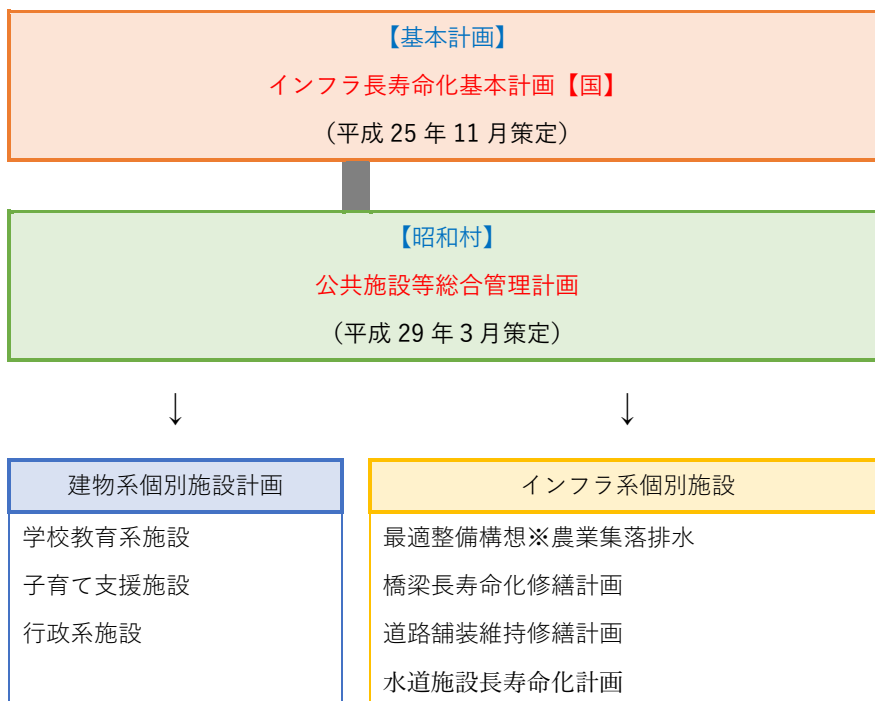 【基本計画】
インフラ長寿命化基本計画【国】
（平成 25 年 11 月策定）
【昭和村】
公共施設等総合管理計画
（平成 29 年 3 月策定）
↓
↓
建物系個別施設計画
学校教育系施設
子育て支援施設
行政系施設
インフラ系個別施設
最適整備構想※農業集落排水
橋梁長寿命化修繕計画
道路舗装維持修繕計画
水道施設長寿命化計画